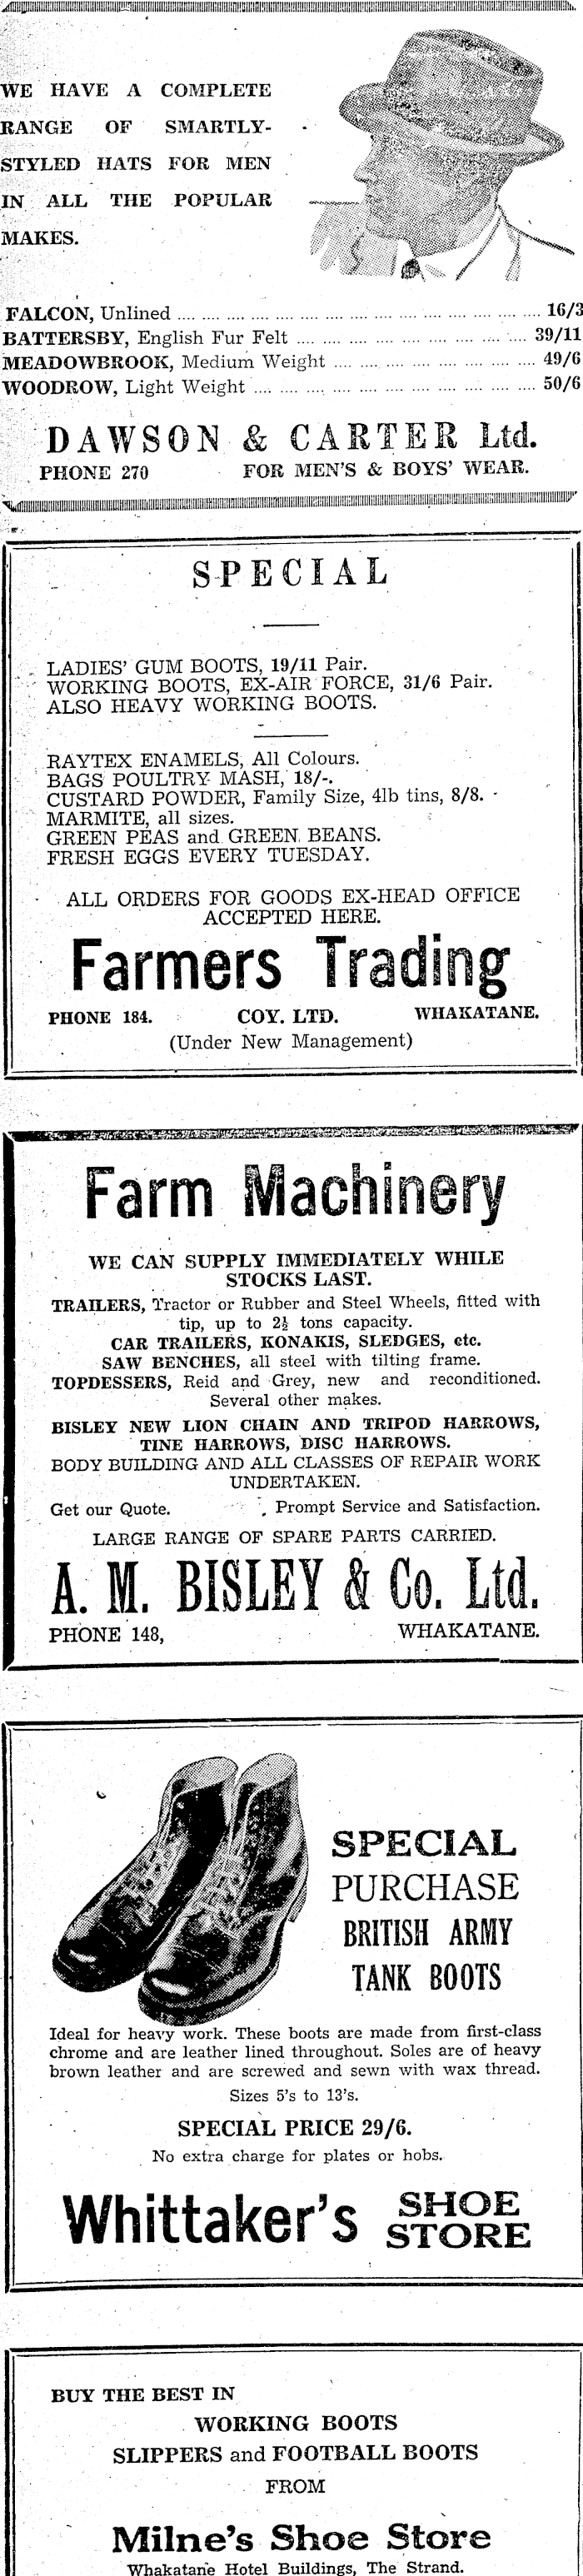 WE HAVE A COMPLETE
RANGE OF SMARTLY-
STYLED HATS FOR MEN
IN ALL THE POPULAR
MAKES.
FALCON, Unlined .... .... .... .... .... .... .... .... .... .... 16/3
BATTERSBY, English Fur Felt .... .... .... .... .... .... .... 39/11
MEADOWBROOK, Medium Weight .... .... .... .... .... .... 49/6
WOODROW, Light Weight .... .... .... .... .... .... .... .... 50/6
DAWSON & CARTER Ltd.
PHONE 270 FOR MEN'S & BOYS' WEAR.
SPECIAL
LADIES' GUM BOOTS, 19/11 Pair.
WORKING BOOTS, EX-AIR FORCE, 31/6 Pair.
ALSO HEAVY WORKING BOOTS.
RAYTEX ENAMELS, All Colours.
BAGS POULTRY MASH, 18/-.
CUSTARD POWDER, Family Size, 4lb tins, 8/8.
MARMITE, all sizes.
GREEN PEAS and GREEN BEANS.
FRESH EGGS EVERY TUESDAY.
ALL ORDERS FOR GOODS EX-HEAD OFFICE
ACCEPTED HERE.
Farmers Trading
PHONE 184. COY. LTD. WHAKATANE.
(Under New Management)
Farm Machinery
WE CAN SUPPLY IMMEDIATELY WHILE
STOCKS LAST.
TRAILERS, Tractor or Rubber and Steel Wheels, fitted with
tip, up to 2½ tons capacity.
CAR TRAILERS, KONAKIS, SLEDGES, etc.
SAW BENCHES, all steel with tilting frame.
TOPDESSERS, Reid and Grey, new and reconditioned.
Several other makes.
BISLEY NEW LION CHAIN AND TRIPOD HARROWS,
TINE HARROWS, DISC HARROWS.
BODY BUILDING AND ALL CLASSES OF REPAIR WORK
UNDERTAKEN.
Get our Quote. Prompt Service and Satisfaction.
LARGE RANGE OF SPARE PARTS CARRIED.
A. M. BISLEY & Co. Ltd.
PHONE 148, WHAKATANE.
SPECIAL
PURCHASE
BRITISH ARMY
TANK BOOTS
Ideal for heavy work. These boots are made from first-class
chrome and are leather lined throughout. Soles are of heavy
brown leather and are screwed and sewn with wax thread.
Sizes 5's to 13's.
SPECIAL PRICE 29/6.
No extra charge for plates or hobs.
Whittaker's SHOE
STORE
BUY THE BEST IN
WORKING BOOTS
SLIPPERS and FOOTBALL BOOTS
FROM
Milne's Shoe Store
Whakatane Hotel Buildings, The Strand.